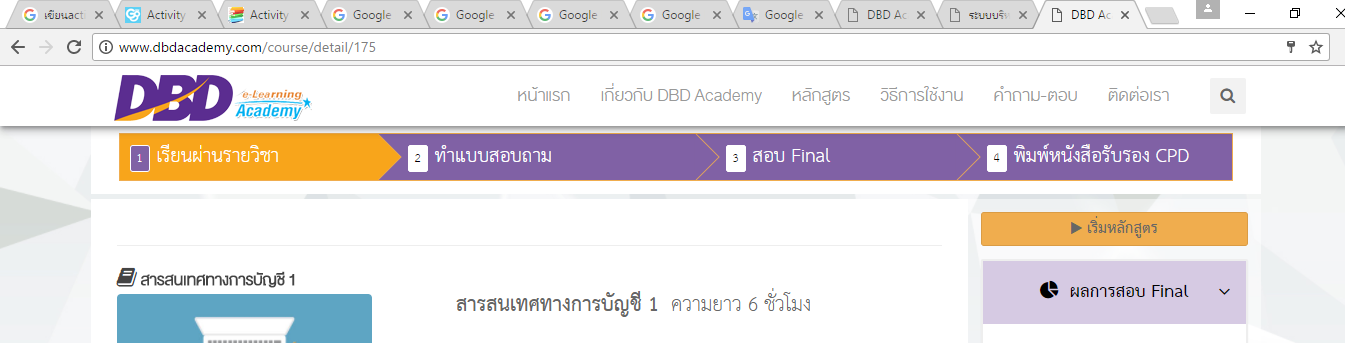 เขียนact
Activity
Activity
Google
Google
Google
Google
Google
DBD Ac
ระบบริห
DBD Ac
www.dbdacademy.com/course/detail/175
DBD e-Learning Academy
หน้าแรก เกี่ยวกับ DBD Academy หลักสูตร วิธีการใช้งาน คำถาม-ตอบ ติดต่อเรา
1 เรียนผ่านรายวิชา 2 ทำแบบสอบถาม 3 สอบ Final 4 พิมพ์หนังสือรับรอง CPD
เริ่มหลักสูตร
สารสนเทศทางการบัญชี 1
ผลการสอบ Final
สารสนเทศทางการบัญชี 1 ความยาว 6 ชั่วโมง